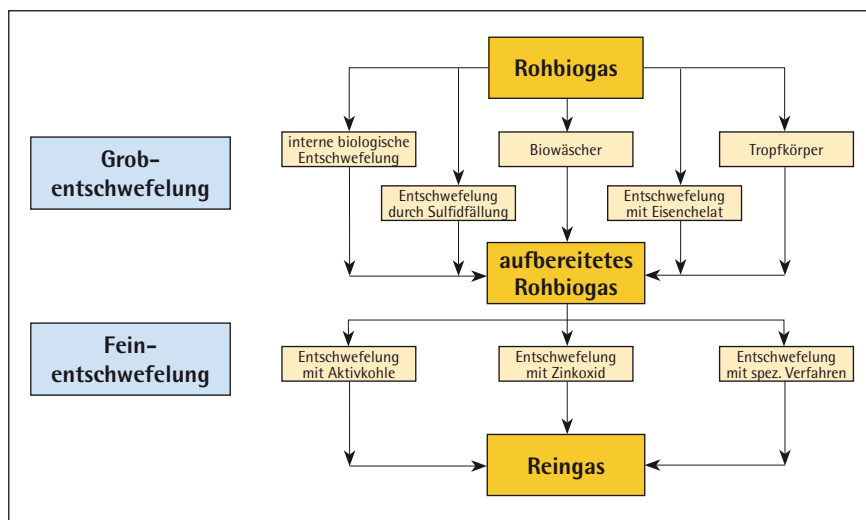 Rohbiogas
Grob-
entschwefelung
interne biologische
Entschwefelung
Biowäscher
Tropfkörper
Entschwefelung
durch Sulfidfällung
Entschwefelung
mit Eisenchelat
aufbereitetes
Rohbiogas
Fein-
entschwefelung
Entschwefelung
mit Aktivkohle
Entschwefelung
mit Zinkoxid
Entschwefelung
mit spez. Verfahren
Reingas